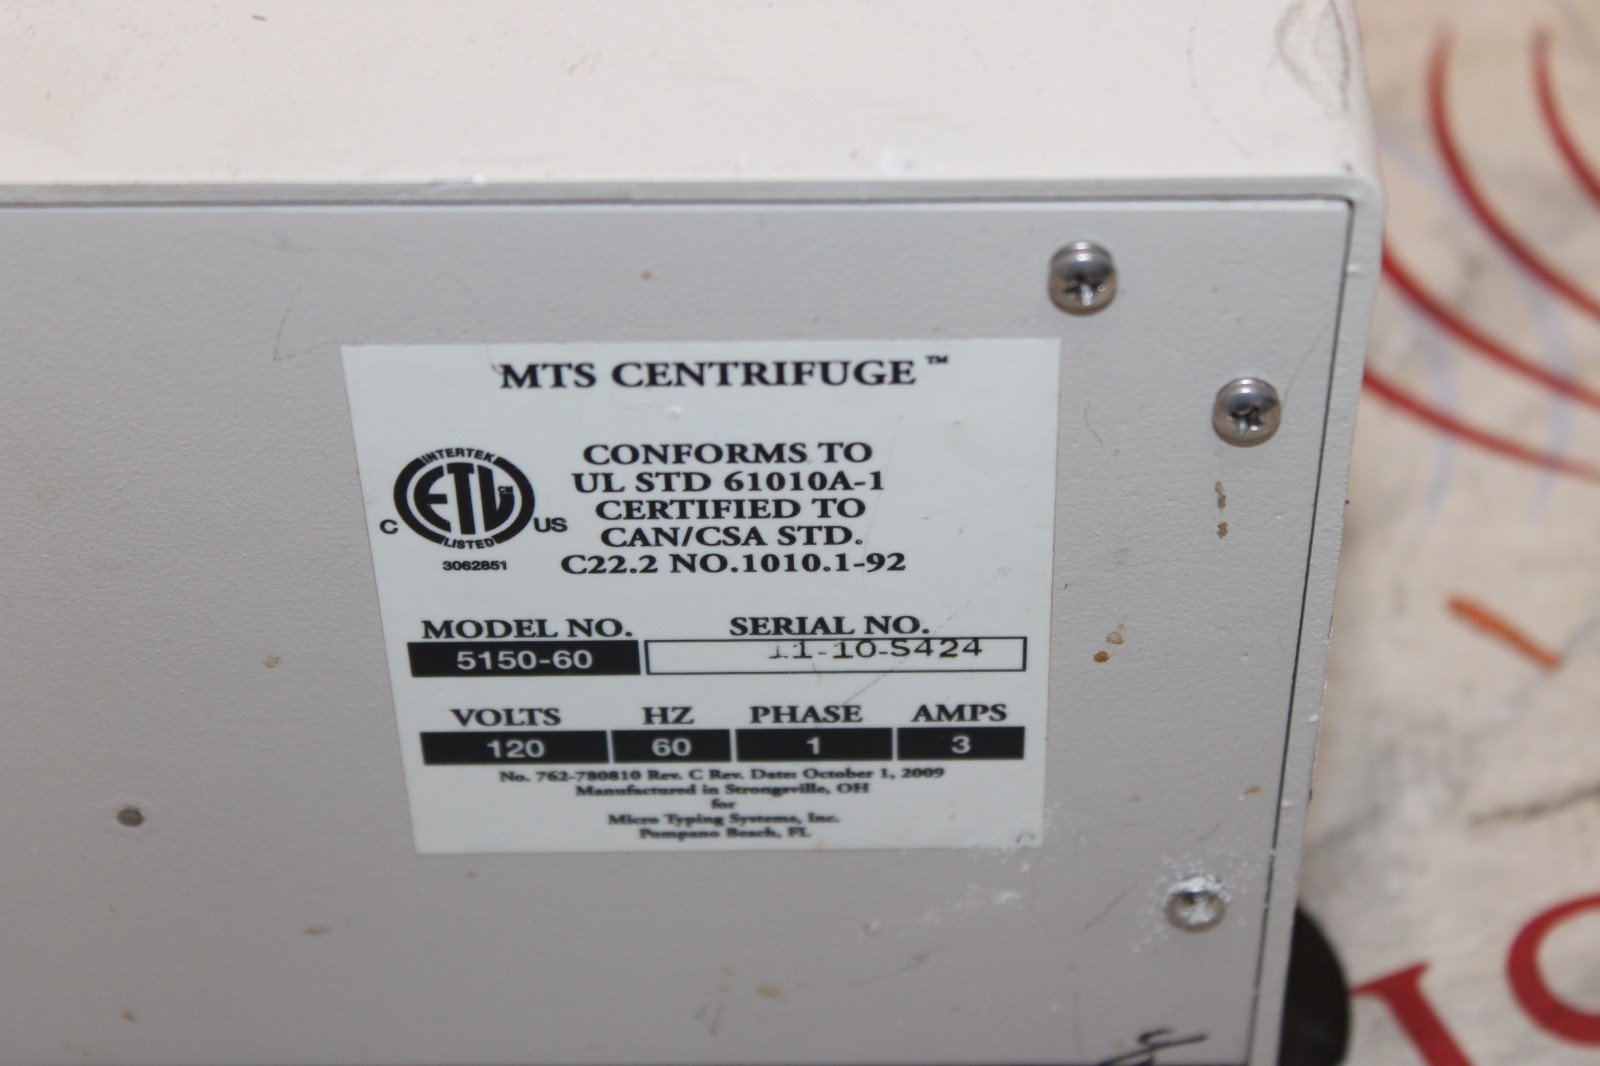 MTS CENTRIFUGE™
INTERTEK
ETL CM
C US
LISTED
3062851
CONFORMS TO
UL STD 61010A-1
CERTIFIED TO
CAN/CSA STD.
C22.2 NO.1010.1-92
MODEL NO. SERIAL NO.
5150-60 11-10-S424
VOLTS HZ PHASE AMPS
120 60 1 3
No. 762-780810 Rev. C Rev. Date: October 1, 2009
Manufactured in Strongsville, OH
for
Micro Typing Systems, Inc.
Pompano Beach, FL